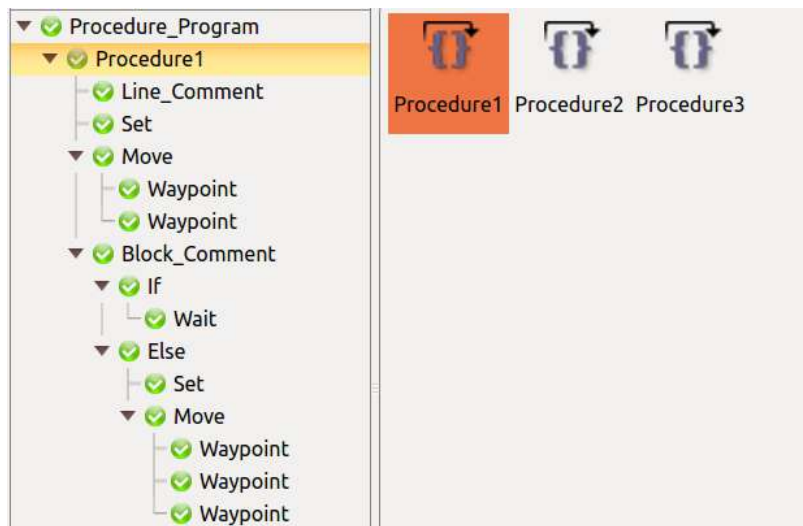 Procedure_Program
Procedure1
Line_Comment
Set
Move
Waypoint
Waypoint
Block_Comment
If
Wait
Else
Set
Move
Waypoint
Waypoint
Waypoint
Procedure1 Procedure2 Procedure3